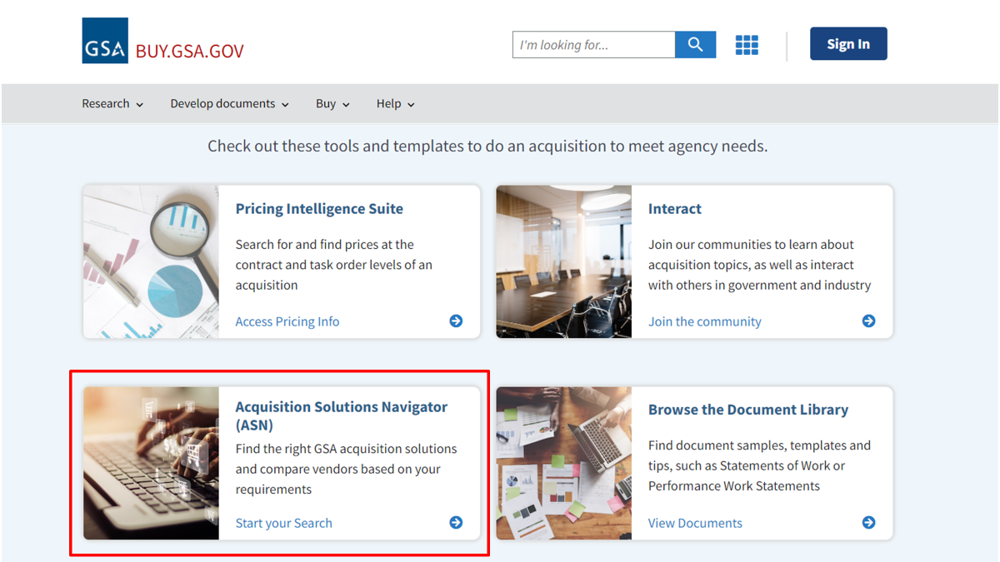 GSA BUY.GSA.GOV
I'm looking for...
Sign In
Research
Develop documents
Buy
Help
Check out these tools and templates to do an acquisition to meet agency needs.
Pricing Intelligence Suite
Search for and find prices at the
contract and task order levels of an
acquisition
Access Pricing Info
Interact
Join our communities to learn about
acquisition topics, as well as interact
with others in government and industry
Join the community
Acquisition Solutions Navigator
(ASN)
Find the right GSA acquisition solutions
and compare vendors based on your
requirements
Start your Search
Browse the Document Library
Find document samples, templates and
tips, such as Statements of Work or
Performance Work Statements
View Documents